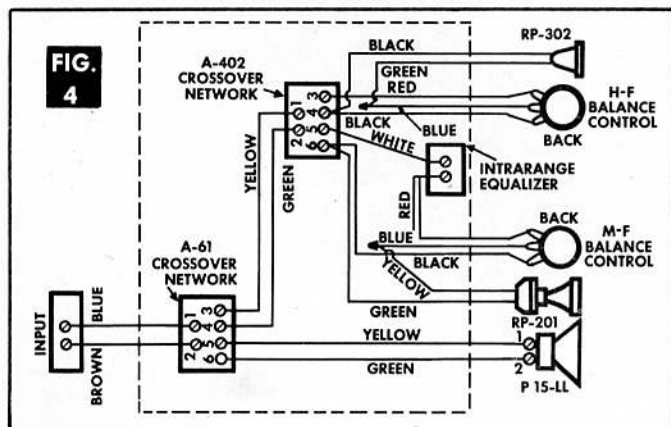 FIG.
4
A-402
CROSSOVER
NETWORK
BLACK
GREEN
RED
RP-302
H-F
BALANCE
CONTROL
BACK
3
1
4
2
5
6
BLACK
BLUE
WHITE
INTRARANGE
EQUALIZER
YELLOW
GREEN
RED
BACK
M-F
BALANCE
CONTROL
BLUE
YELLOW
BLACK
GREEN
RP-201
A-61
CROSSOVER
NETWORK
INPUT
BLUE
BROWN
1
3
4
2
5
6
YELLOW
GREEN
1
2
P 15-LL